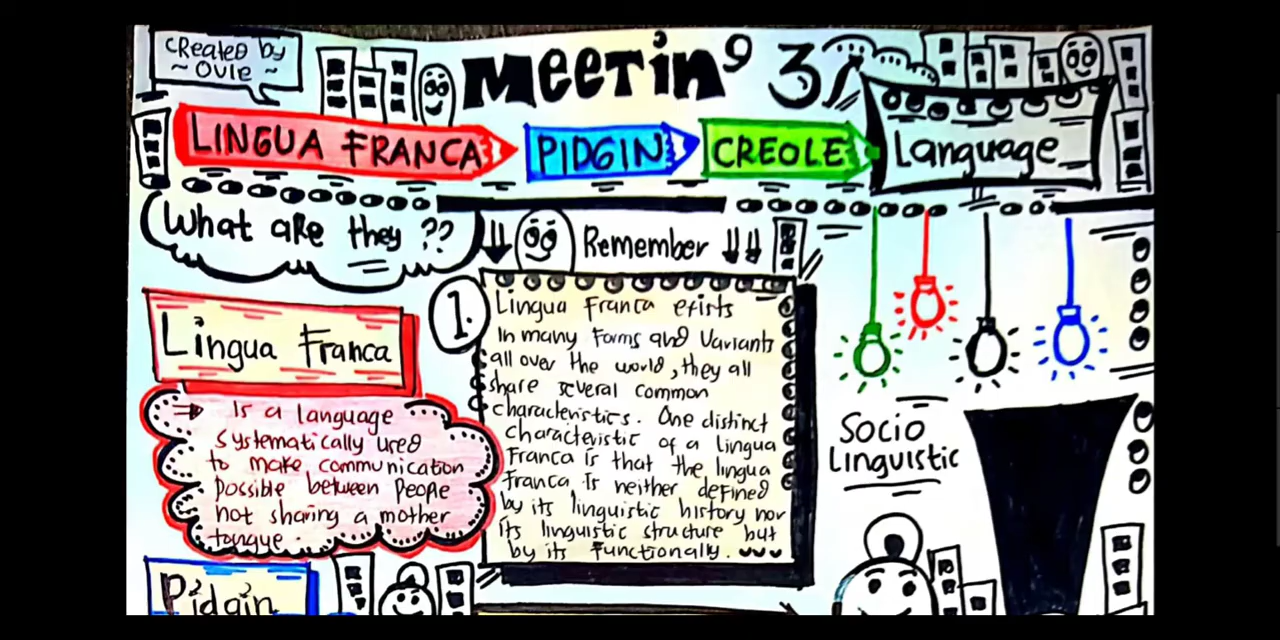 Created by
~ Ovie ~
Meeting 3
LINGUA FRANCA
PIDGIN
CREOLE
Language
What are they ??
Remember
Lingua Franca
Is a language
systematically used
to make communication
possible between people
not sharing a mother
tongue.
1.
Lingua Franca exists
In many Forms and Variants
all over the world, they all
share several common
characteristics. One distinct
characteristic of a Lingua
Franca is that the lingua
Franca Is neither defined
by its linguistic history nor
its linguistic structure but
by its Functionally.
Socio
Linguistic
Pidgin